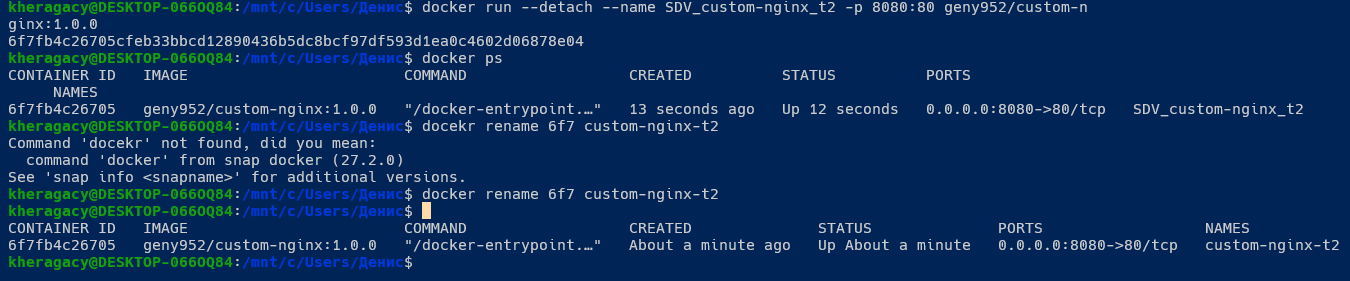 kheragacy@DESKTOP-066OQ84:/mnt/c/Users/Денис$ docker run --detach --name SDV_custom-nginx_t2 -p 8080:80 geny952/custom-n
ginx:1.0.0
6f7fb4c26705cfeb33bbcd12890436b5dc8bcf97df593d1ea0c4602d06878e04
kheragacy@DESKTOP-066OQ84:/mnt/c/Users/Денис$ docker ps
CONTAINER ID   IMAGE                        COMMAND                  CREATED          STATUS          PORTS
     NAMES
6f7fb4c26705   geny952/custom-nginx:1.0.0   "/docker-entrypoint.…"   13 seconds ago   Up 12 seconds   0.0.0.0:8080->80/tcp   SDV_custom-nginx_t2
kheragacy@DESKTOP-066OQ84:/mnt/c/Users/Денис$ docekr rename 6f7 custom-nginx-t2
Command 'docekr' not found, did you mean:
  command 'docker' from snap docker (27.2.0)
See 'snap info <snapname>' for additional versions.
kheragacy@DESKTOP-066OQ84:/mnt/c/Users/Денис$ docker rename 6f7 custom-nginx-t2
kheragacy@DESKTOP-066OQ84:/mnt/c/Users/Денис$
CONTAINER ID   IMAGE                        COMMAND                  CREATED              STATUS              PORTS                  NAMES
6f7fb4c26705   geny952/custom-nginx:1.0.0   "/docker-entrypoint.…"   About a minute ago   Up About a minute   0.0.0.0:8080->80/tcp   custom-nginx-t2
kheragacy@DESKTOP-066OQ84:/mnt/c/Users/Денис$